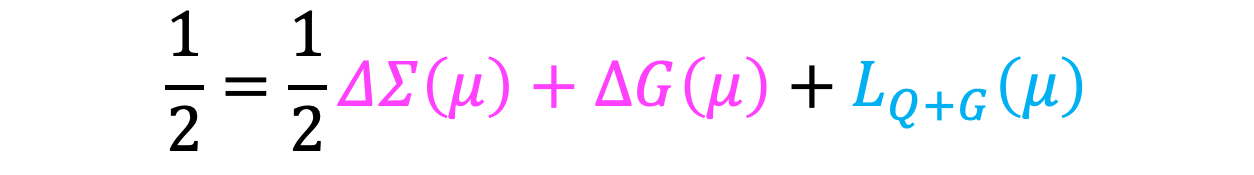 1/2 = 1/2 ΔΣ(μ) + ΔG(μ) + L_{Q+G}(μ)